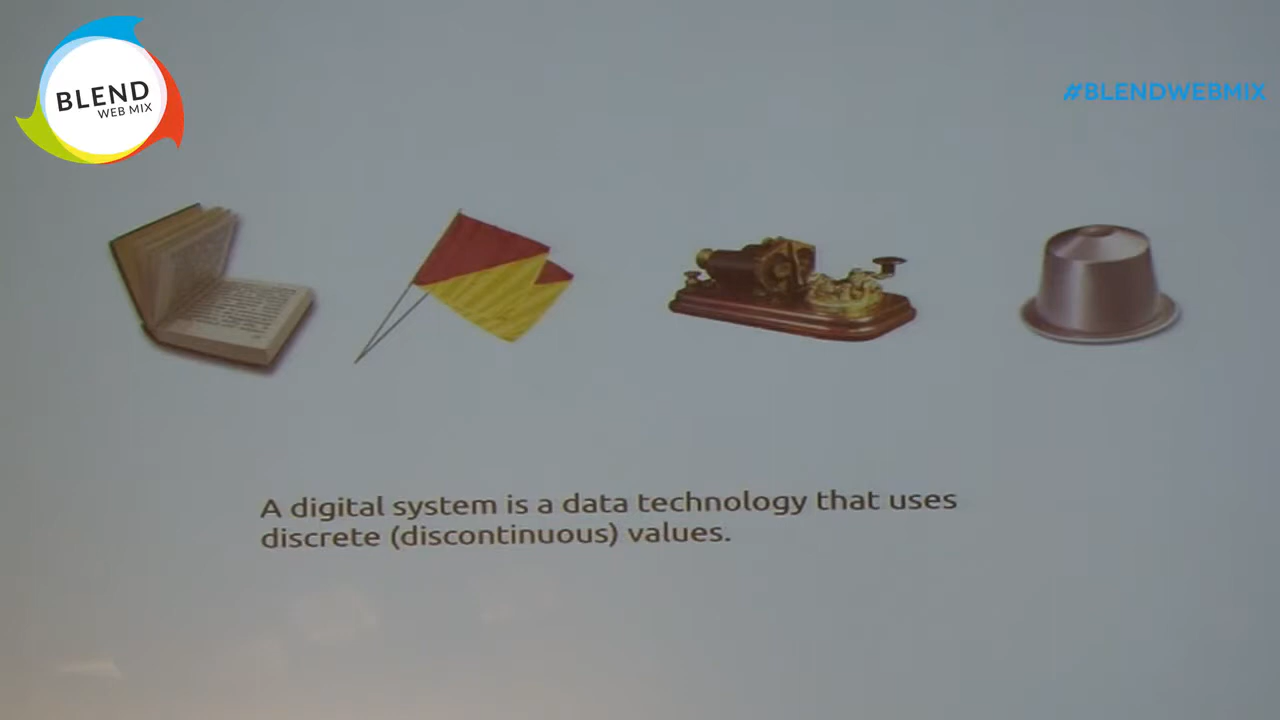 BLEND
WEB MIX
#BLENDWEBMIX
A digital system is a data technology that uses
discrete (discontinuous) values.